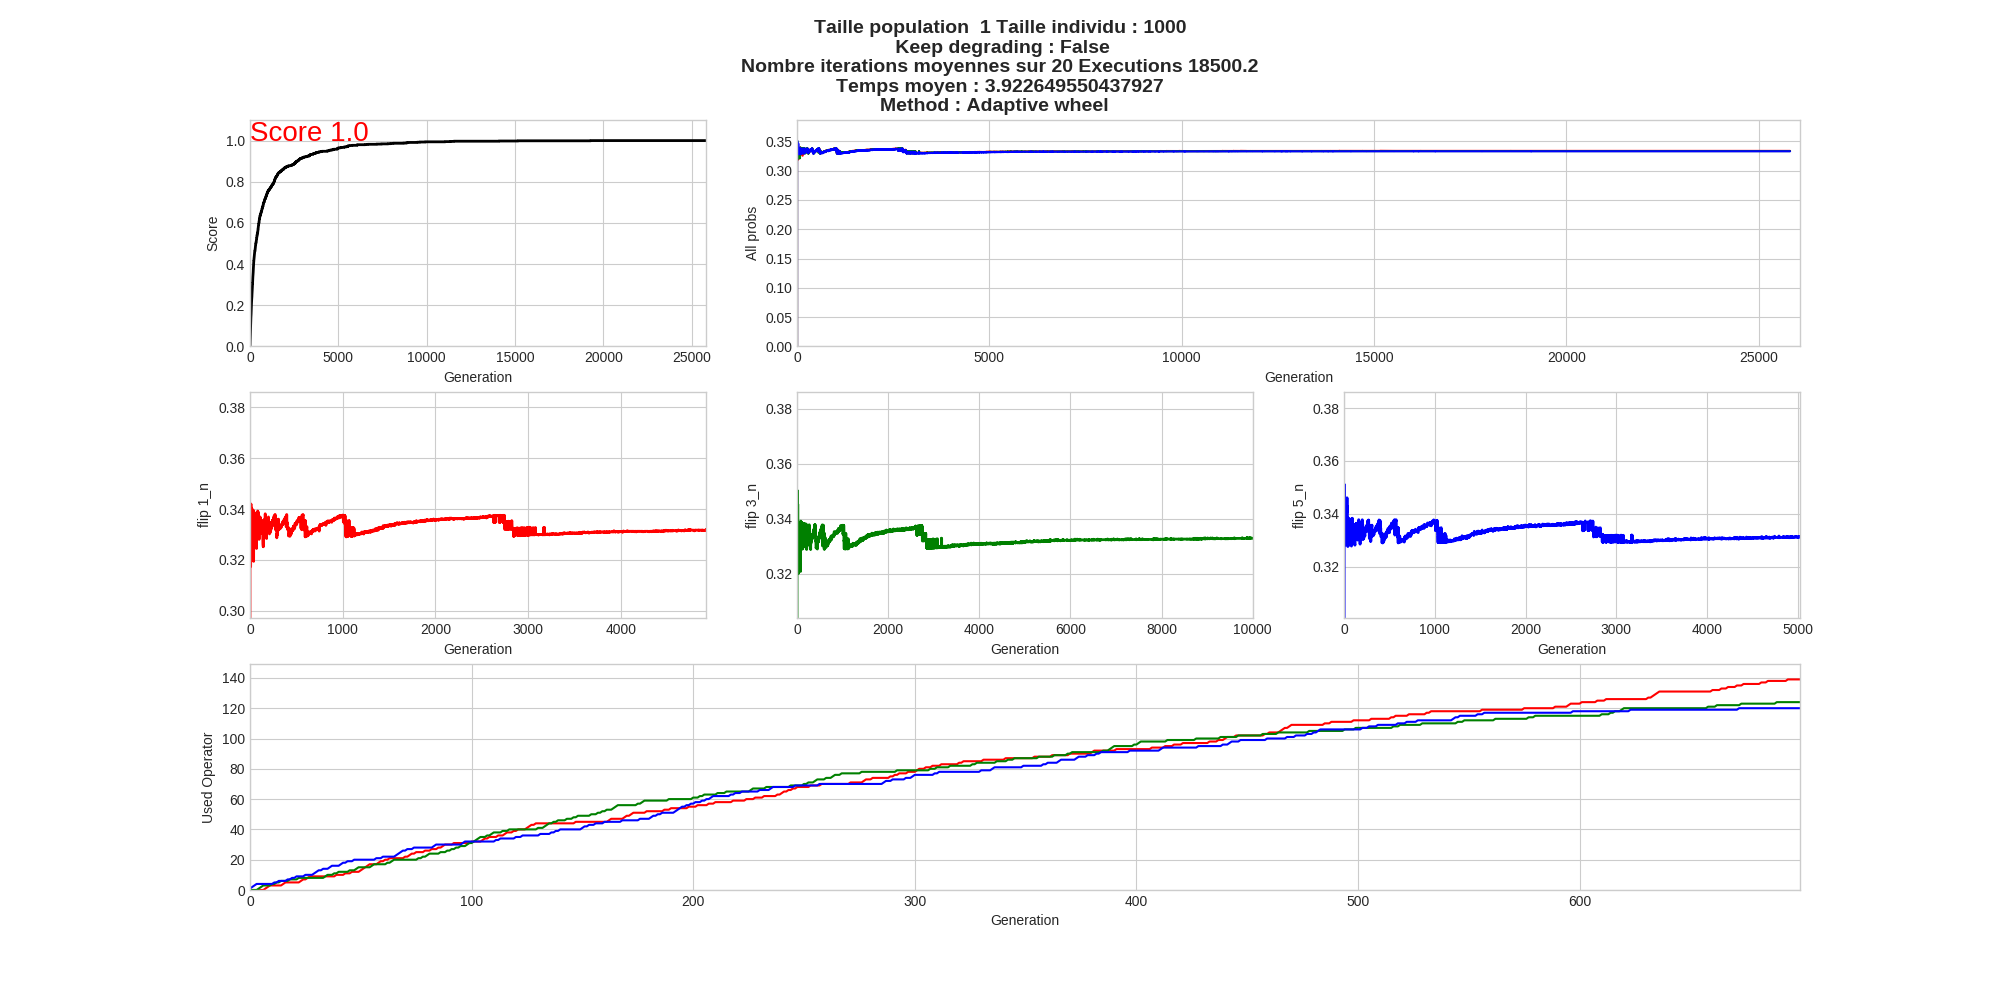 Taille population  1 Taille individu : 1000
Keep degrading : False
Nombre iterations moyennes sur 20 Executions 18500.2
Temps moyen : 3.922649550437927
Method : Adaptive wheel
Score 1.0
Score
1.0
0.8
0.6
0.4
0.2
0.0
0 5000 10000 15000 20000 25000
Generation
All probs
0.35
0.30
0.25
0.20
0.15
0.10
0.05
0.00
0 5000 10000 15000 20000 25000
Generation
flip 1_n
0.38
0.36
0.34
0.32
0.30
0 1000 2000 3000 4000
Generation
flip 3_n
0.38
0.36
0.34
0.32
0 2000 4000 6000 8000 10000
Generation
flip 5_n
0.38
0.36
0.34
0.32
0 1000 2000 3000 4000 5000
Generation
Used Operator
140
120
100
80
60
40
20
0
0 100 200 300 400 500 600
Generation